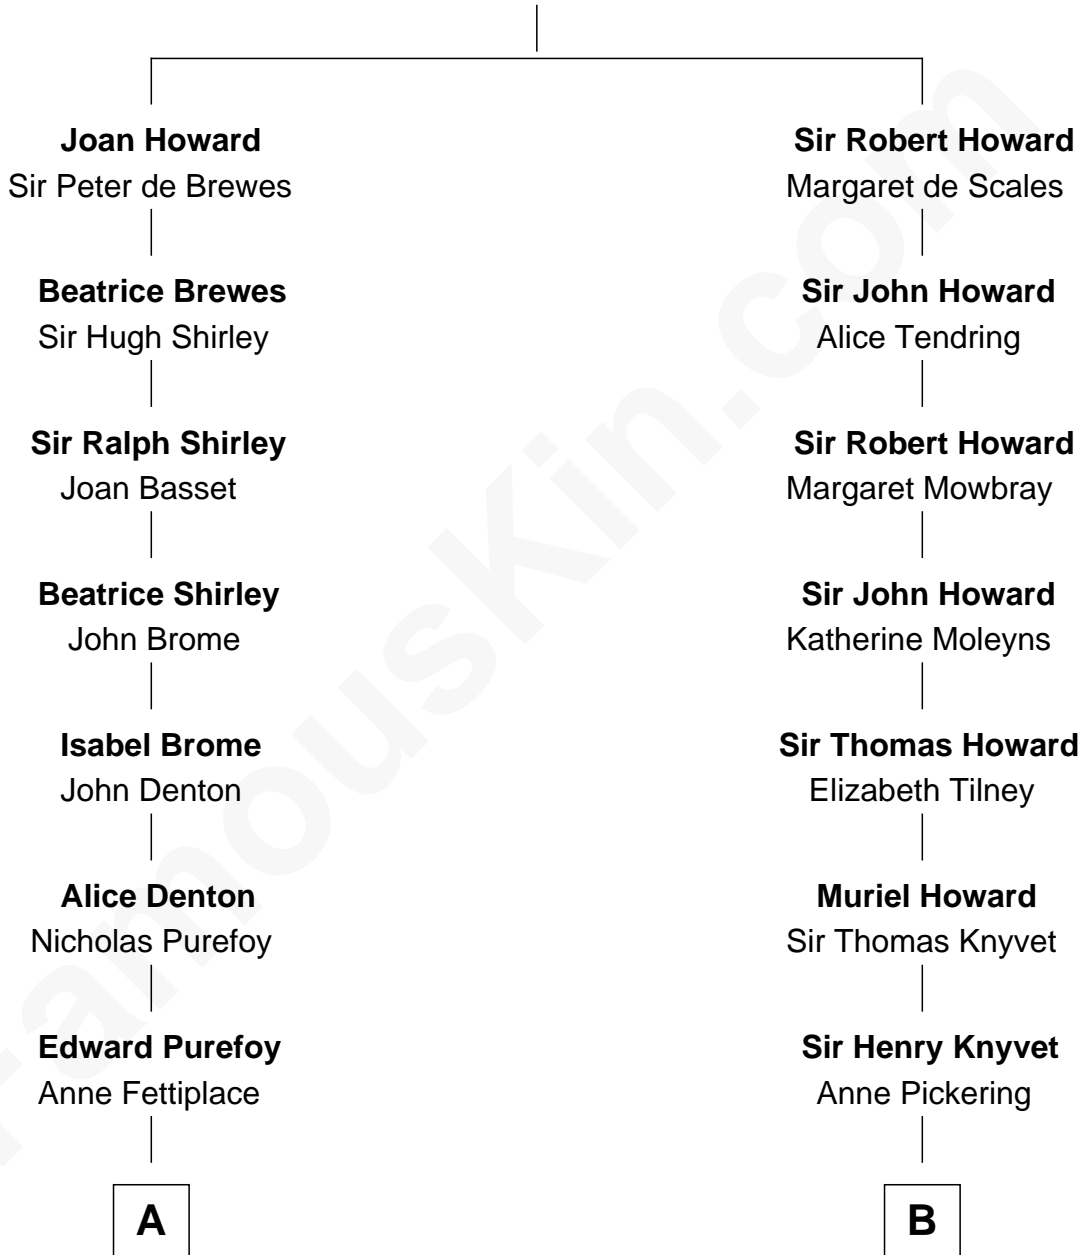 Joan Howard
Sir Peter de Brewes
Beatrice Brewes
Sir Hugh Shirley
Sir Ralph Shirley
Joan Basset
Beatrice Shirley
John Brome
Isabel Brome
John Denton
Alice Denton
Nicholas Purefoy
Edward Purefoy
Anne Fettiplace
A
Sir Robert Howard
Margaret de Scales
Sir John Howard
Alice Tendring
Sir Robert Howard
Margaret Mowbray
Sir John Howard
Katherine Moleyns
Sir Thomas Howard
Elizabeth Tilney
Muriel Howard
Sir Thomas Knyvet
Sir Henry Knyvet
Anne Pickering
B
FamousKin.com